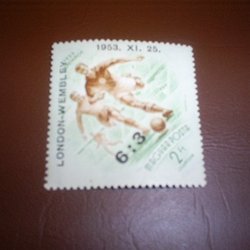 1953. XI. 25.
LONDON-WEMBLEY
6:3
MAGYAR POSTA
2 Ft